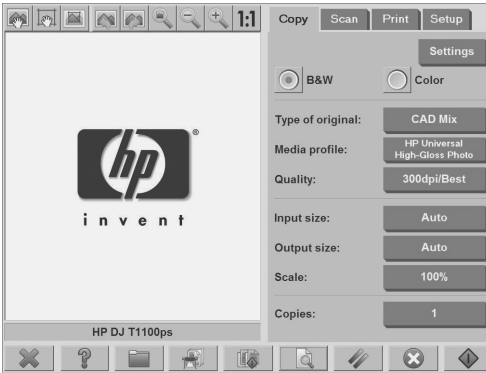 1:1
Copy Scan Print Setup
Settings
B&W Color
Type of original: CAD Mix
Media profile: HP Universal
High-Gloss Photo
Quality: 300dpi/Best
Input size: Auto
Output size: Auto
Scale: 100%
Copies: 1
hp®
invent
HP DJ T1100ps
?